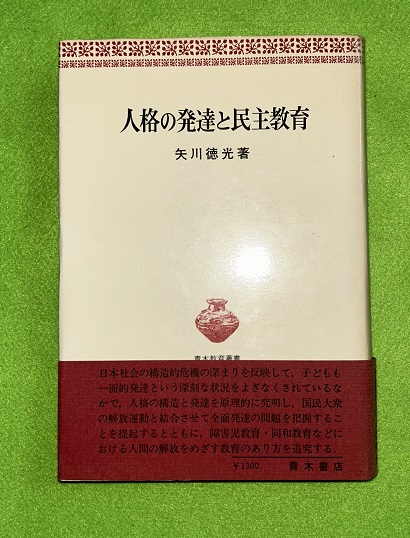 人格の発達と民主教育
矢川徳光著
青木教育叢書
日本社会の構造的危機の深まりを反映して，子どもも
一面的発達という深刻な状況をよぎなくされているな
かで，人格の構造と発達を原理的に究明し，国民大衆
の解放運動と結合させて全面発達の問題を把握するこ
とを提起するとともに，障害児教育・同和教育などに
おける人間の解放をめざす教育のあり方を追究する．
￥1300. 青木書店